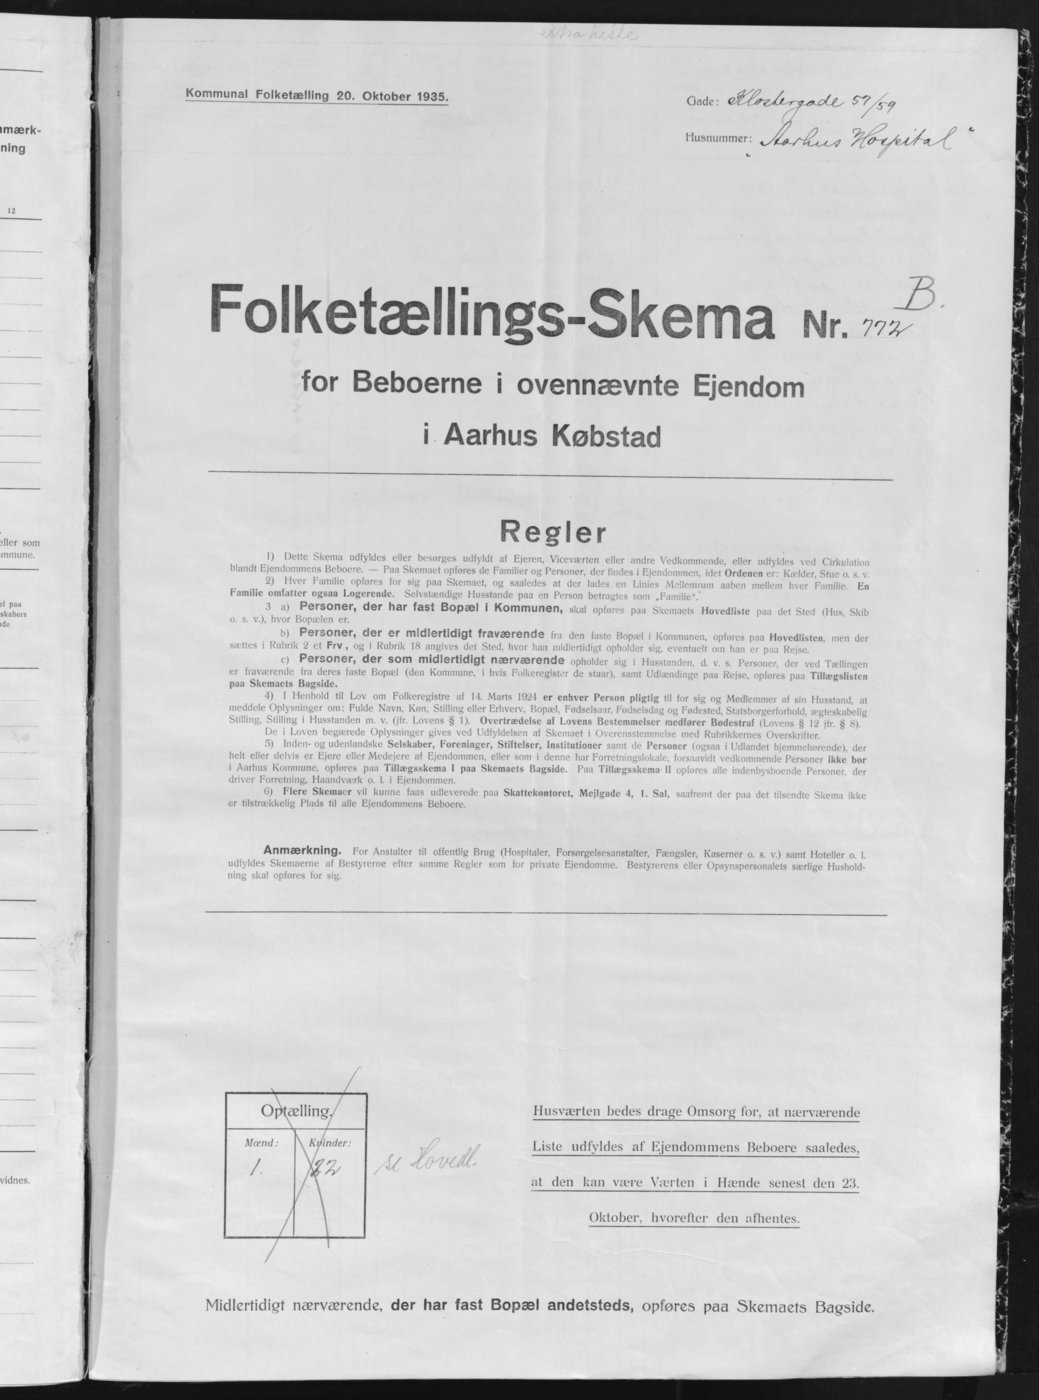 extra liste
Kommunal Folketælling 20. Oktober 1935.
Gade: Klostergade 57/59
Husnummer: „Aarhus Hospital“
Folketællings-Skema Nr. 772 B.
for Beboerne i ovennævnte Ejendom
i Aarhus Købstad
Regler
1) Dette Skema udfyldes eller besørges udfyldt af Ejeren, Viceværten eller andre Vedkommende, eller udfyldes ved Cirkulation
blandt Ejendommens Beboere. — Paa Skemaet opføres de Familier og Personer, der findes i Ejendommen, idet Ordenen er: Kælder, Stue o. s. v.
2) Hver Familie opføres for sig paa Skemaet, og saaledes at der lades en Linies Mellemrum aaben mellem hver Familie. En
Familie omfatter ogsaa Logerende. Selvstændige Husstande paa en Person betragtes som „Familie“.
3 a) Personer, der har fast Bopæl i Kommunen, skal opføres paa Skemaets Hovedliste paa det Sted (Hus, Skib
o. s. v.), hvor Bopælen er.
b) Personer, der er midlertidigt fraværende fra den faste Bopæl i Kommunen, opføres paa Hovedlisten, men der
sættes i Rubrik 2 et Frv., og i Rubrik 18 angives det Sted, hvor han midlertidigt opholder sig, eventuelt om han er paa Rejse.
c) Personer, der som midlertidigt nærværende opholder sig i Husstanden, d. v. s. Personer, der ved Tællingen
er fraværende fra deres faste Bopæl (den Kommune, i hvis Folkeregister de staar), samt Udlændinge paa Rejse, opføres paa Tillægslisten
paa Skemaets Bagside.
4) I Henhold til Lov om Folkeregistre af 14. Marts 1924 er enhver Person pligtig til for sig og Medlemmer af sin Husstand, at
meddele Oplysninger om: Fulde Navn, Køn, Stilling eller Erhverv, Bopæl, Fødselsaar, Fødselsdag og Fødested, Statsborgerforhold, ægteskabelig
Stilling, Stilling i Husstanden m. v. (jfr. Lovens § 1). Overtrædelse af Lovens Bestemmelser medfører Bødestraf (Lovens § 12 jfr. § 8).
De i Loven begærede Oplysninger gives ved Udfyldelsen af Skemaet i Overensstemmelse med Rubrikkernes Overskrifter.
5) Inden- og udenlandske Selskaber, Foreninger, Stiftelser, Institutioner samt de Personer (ogsaa i Udlandet hjemmehørende), der
helt eller delvis er Ejere eller Medejere af Ejendommen, eller som i denne har Forretningslokale, forsaavidt vedkommende Personer ikke bor
i Aarhus Kommune, opføres paa Tillægsskema I paa Skemaets Bagside. Paa Tillægsskema II opføres alle indenbysboende Personer, der
driver Forretning, Haandværk o. l. i Ejendommen.
6) Flere Skemaer vil kunne faas udleverede paa Skattekontoret, Mejlgade 4, 1. Sal, saafremt der paa det tilsendte Skema ikke
er tilstrækkelig Plads til alle Ejendommens Beboere.
Anmærkning. For Anstalter til offentlig Brug (Hospitaler, Forsørgelsesanstalter, Fængsler, Kaserner o. s. v.) samt Hoteller o. l.
udfyldes Skemaerne af Bestyrerne efter samme Regler som for private Ejendomme. Bestyrerens eller Opsynspersonalets særlige Hushold-
ning skal opføres for sig.
Optælling.
Mænd: Kvinder:
1. 22
se Hovedl.
Husværten bedes drage Omsorg for, at nærværende
Liste udfyldes af Ejendommens Beboere saaledes,
at den kan være Værten i Hænde senest den 23.
Oktober, hvorefter den afhentes.
Midlertidigt nærværende, der har fast Bopæl andetsteds, opføres paa Skemaets Bagside.
mærk-
ning
12
eller som
ommune.
el paa
skabers
de
vidnes.